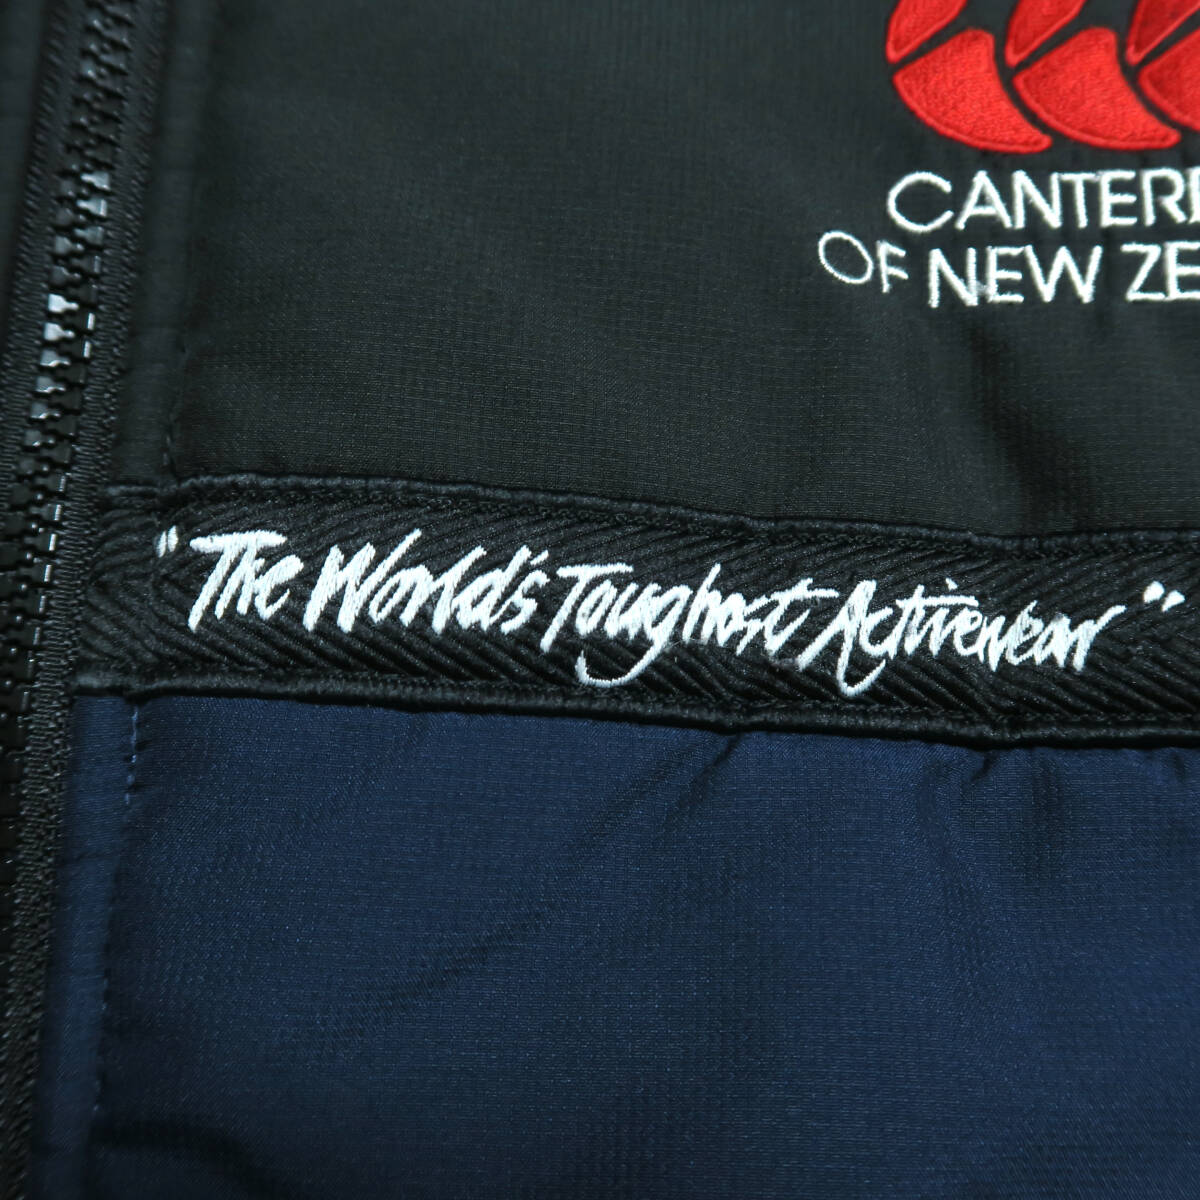 CANTERB
OF NEW ZE
"The World's Toughest Activewear"